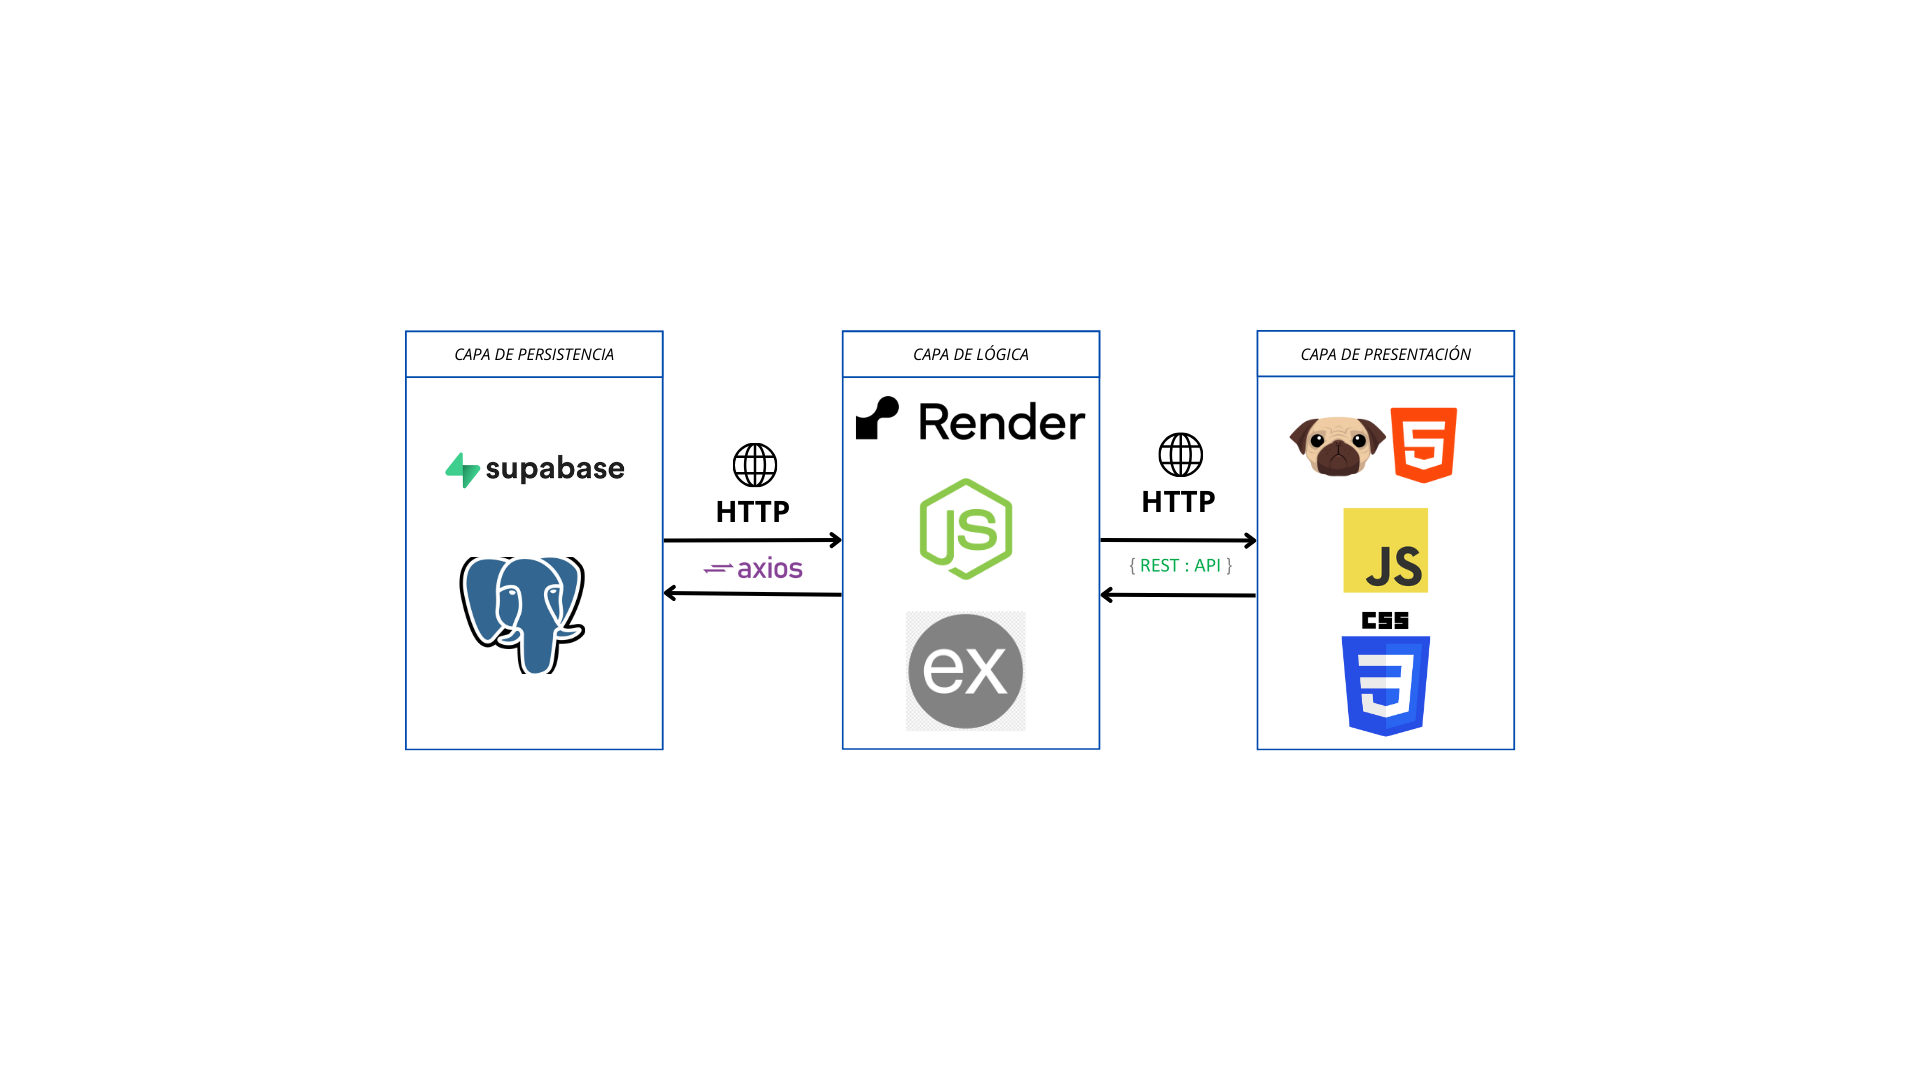 CAPA DE PERSISTENCIA
supabase
HTTP
axios
CAPA DE LÓGICA
Render
JS
ex
HTTP
{ REST : API }
CAPA DE PRESENTACIÓN
5
JS
CSS
3